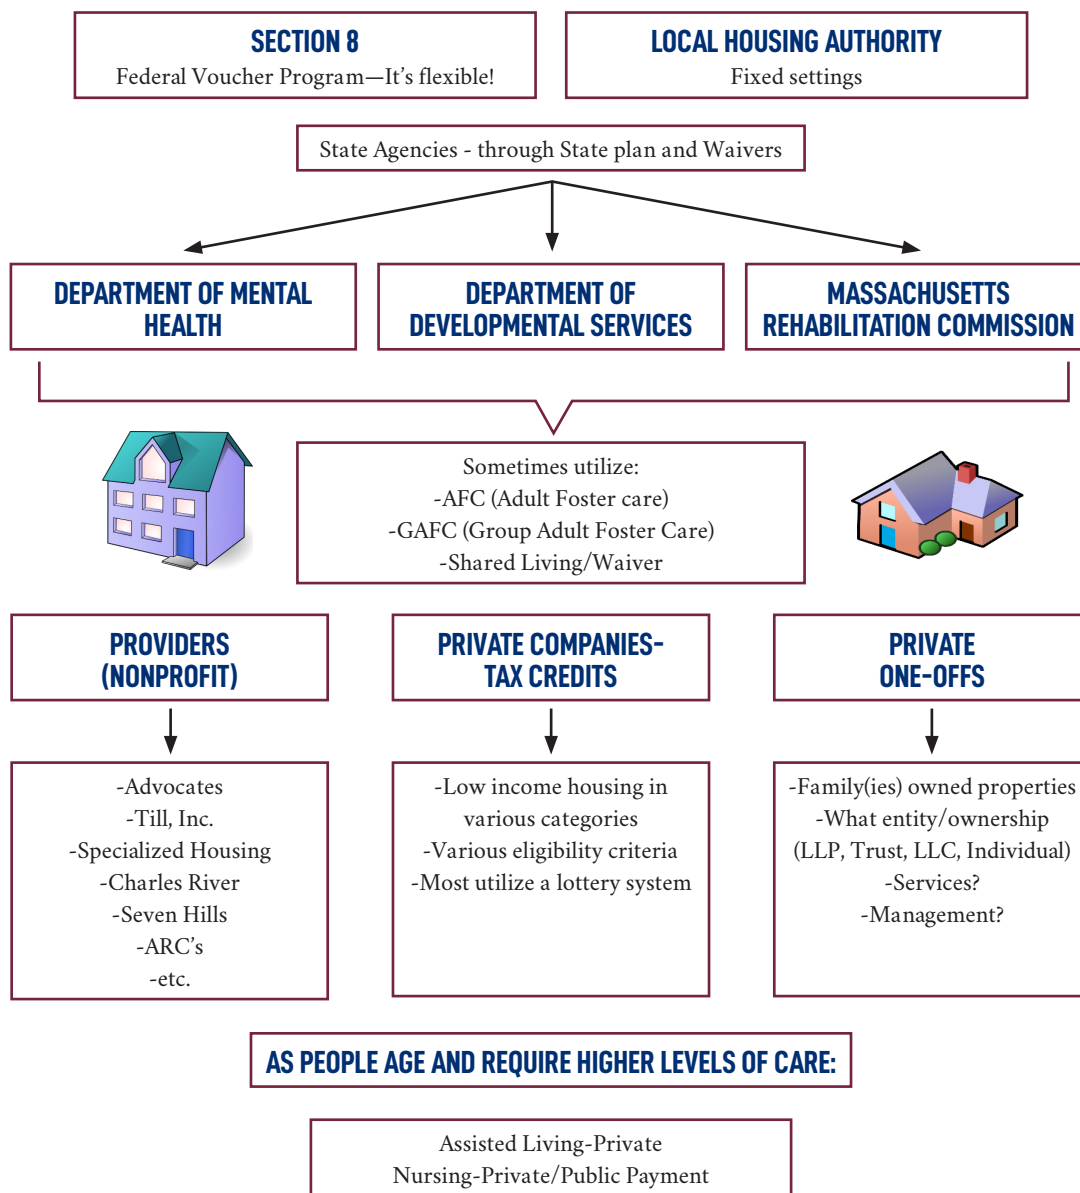 SECTION 8
Federal Voucher Program—It's flexible!
LOCAL HOUSING AUTHORITY
Fixed settings
State Agencies - through State plan and Waivers
DEPARTMENT OF MENTAL
HEALTH
DEPARTMENT OF
DEVELOPMENTAL SERVICES
MASSACHUSETTS
REHABILITATION COMMISSION
Sometimes utilize:
-AFC (Adult Foster care)
-GAFC (Group Adult Foster Care)
-Shared Living/Waiver
PROVIDERS
(NONPROFIT)
-Advocates
-Till, Inc.
-Specialized Housing
-Charles River
-Seven Hills
-ARC's
-etc.
PRIVATE COMPANIES-
TAX CREDITS
-Low income housing in
various categories
-Various eligibility criteria
-Most utilize a lottery system
PRIVATE
ONE-OFFS
-Family(ies) owned properties
-What entity/ownership
(LLP, Trust, LLC, Individual)
-Services?
-Management?
AS PEOPLE AGE AND REQUIRE HIGHER LEVELS OF CARE:
Assisted Living-Private
Nursing-Private/Public Payment